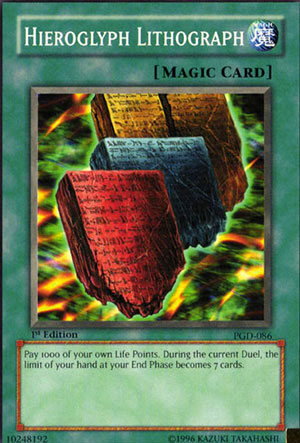 HIEROGLYPH LITHOGRAPH
MAGIC
魔
[MAGIC CARD]
1st Edition
PGD-086
Pay 1000 of your own Life Points. During the current Duel, the
limit of your hand at your End Phase becomes 7 cards.
10248192
©1996 KAZUKI TAKAHASHI